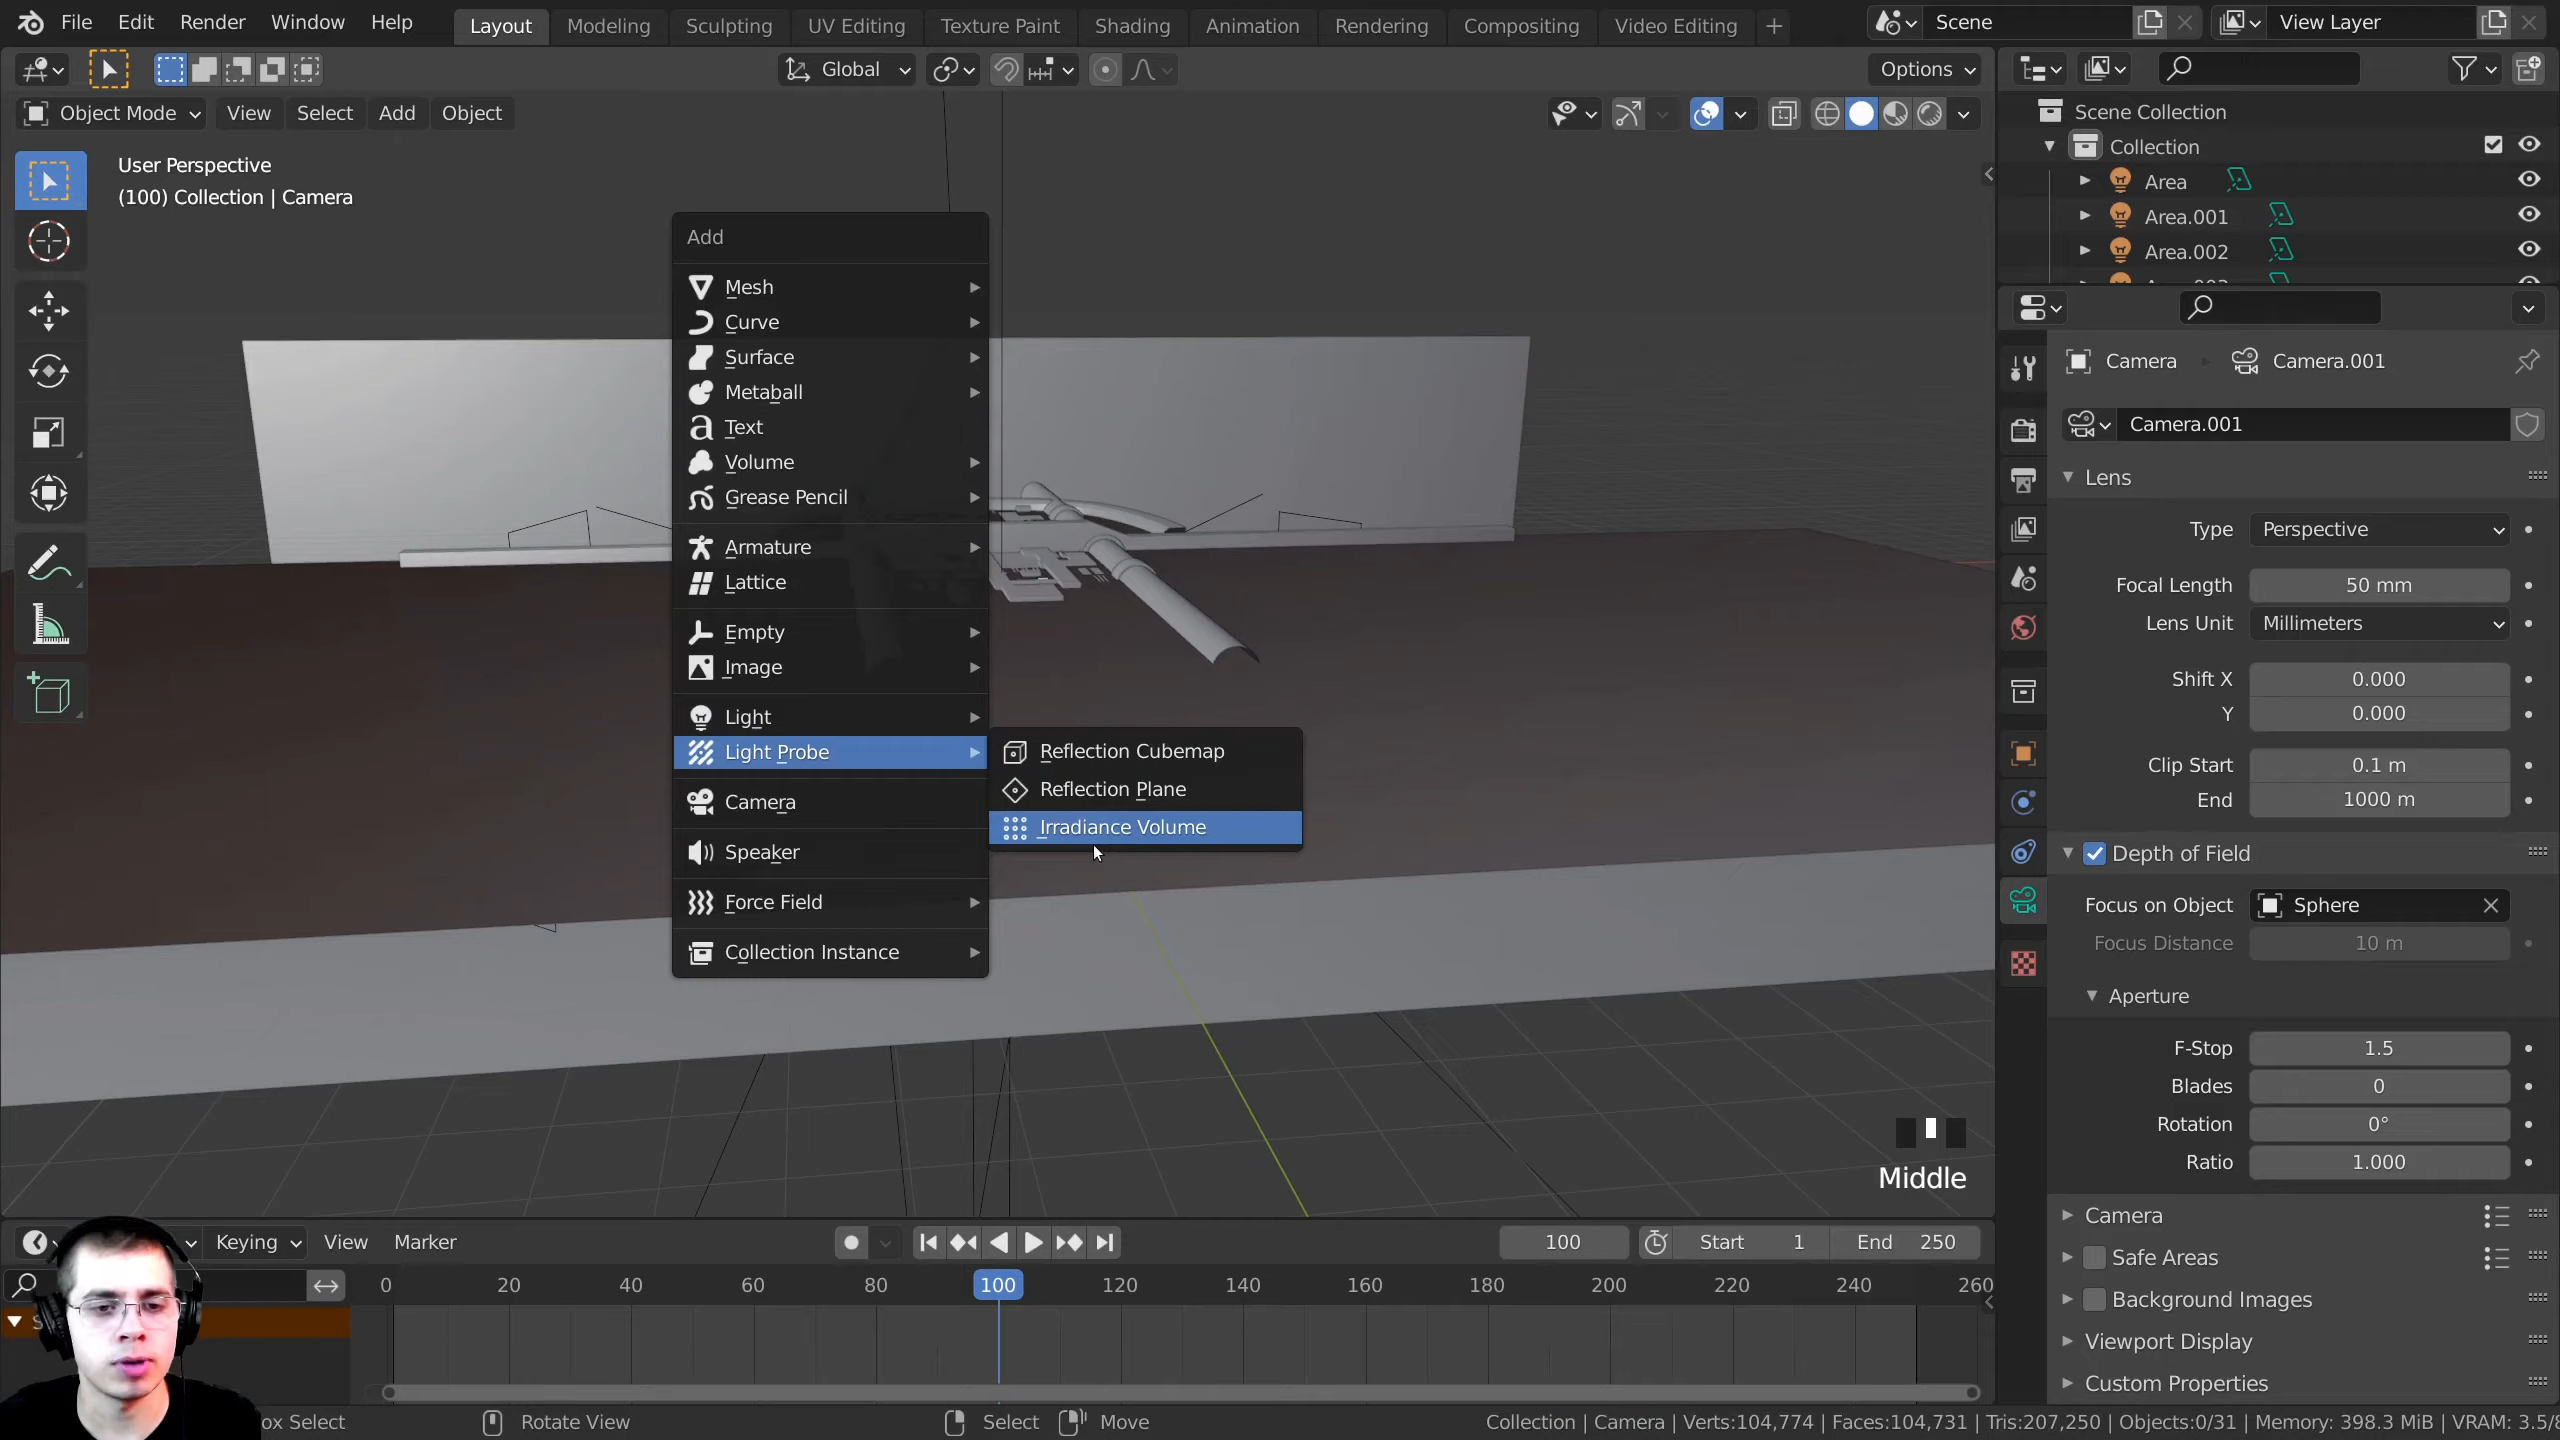 File Edit Render Window Help Layout Modeling Sculpting UV Editing Texture Paint Shading Animation Rendering Compositing Video Editing + Scene View Layer
Global Options
Object Mode View Select Add Object
User Perspective
(100) Collection | Camera
Add
Mesh
Curve
Surface
Metaball
Text
Volume
Grease Pencil
Armature
Lattice
Empty
Image
Light
Light Probe
Camera
Speaker
Force Field
Collection Instance
Reflection Cubemap
Reflection Plane
Irradiance Volume
Middle
Scene Collection
Collection
Area
Area.001
Area.002
Camera Camera.001
Camera.001
Lens
Type Perspective
Focal Length 50 mm
Lens Unit Millimeters
Shift X 0.000
Y 0.000
Clip Start 0.1 m
End 1000 m
Depth of Field
Focus on Object Sphere
Focus Distance 10 m
Aperture
F-Stop 1.5
Blades 0
Rotation 0°
Ratio 1.000
Camera
Safe Areas
Background Images
Viewport Display
Custom Properties
Keying View Marker 100 Start 1 End 250
0 20 40 60 80 100 120 140 160 180 200 220 240 260
ox Select Rotate View Select Move Collection | Camera | Verts:104,774 | Faces:104,731 | Tris:207,250 | Objects:0/31 | Memory: 398.3 MiB | VRAM: 3.5/